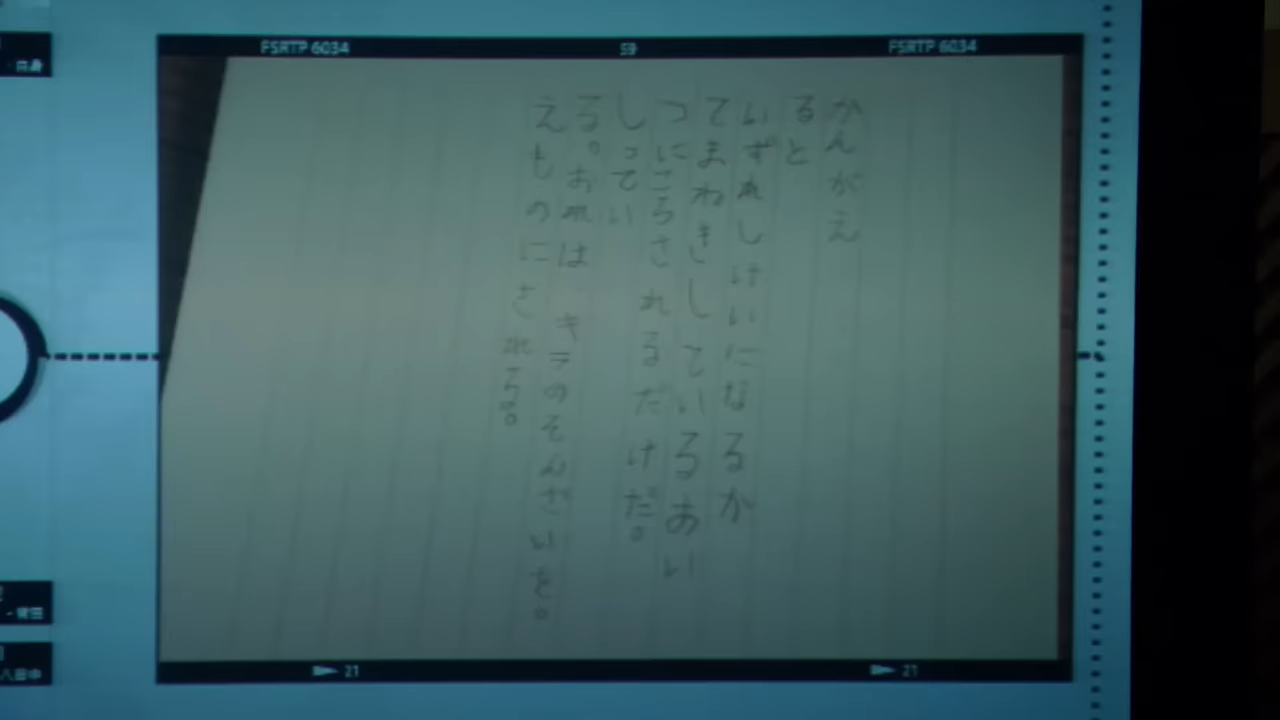 FSRTP 6034
59
FSRTP 6034
かんがえ
ると
いずれしけいになるか
てまねきしているあい
つにころされるだけだ。
しってい
る。おれは キラのそんざいを。
えものにされる。
21
21